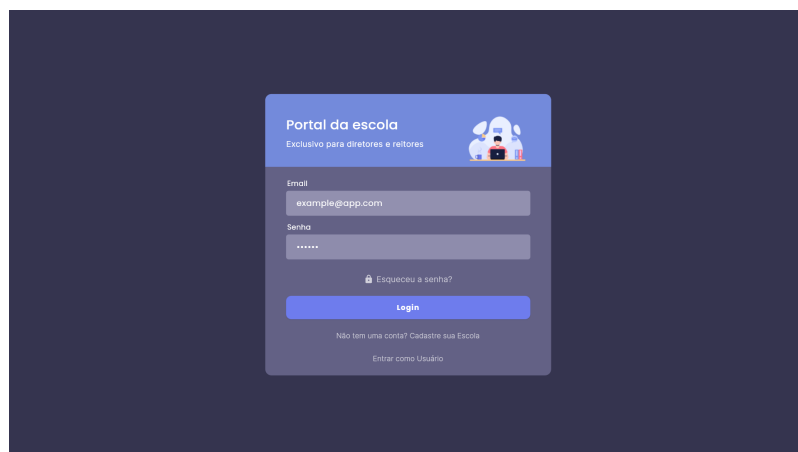 Portal da escola
Exclusivo para diretores e reitores
Email
example@app.com
Senha
••••••
Esqueceu a senha?
Login
Não tem uma conta? Cadastre sua Escola
Entrar como Usuário